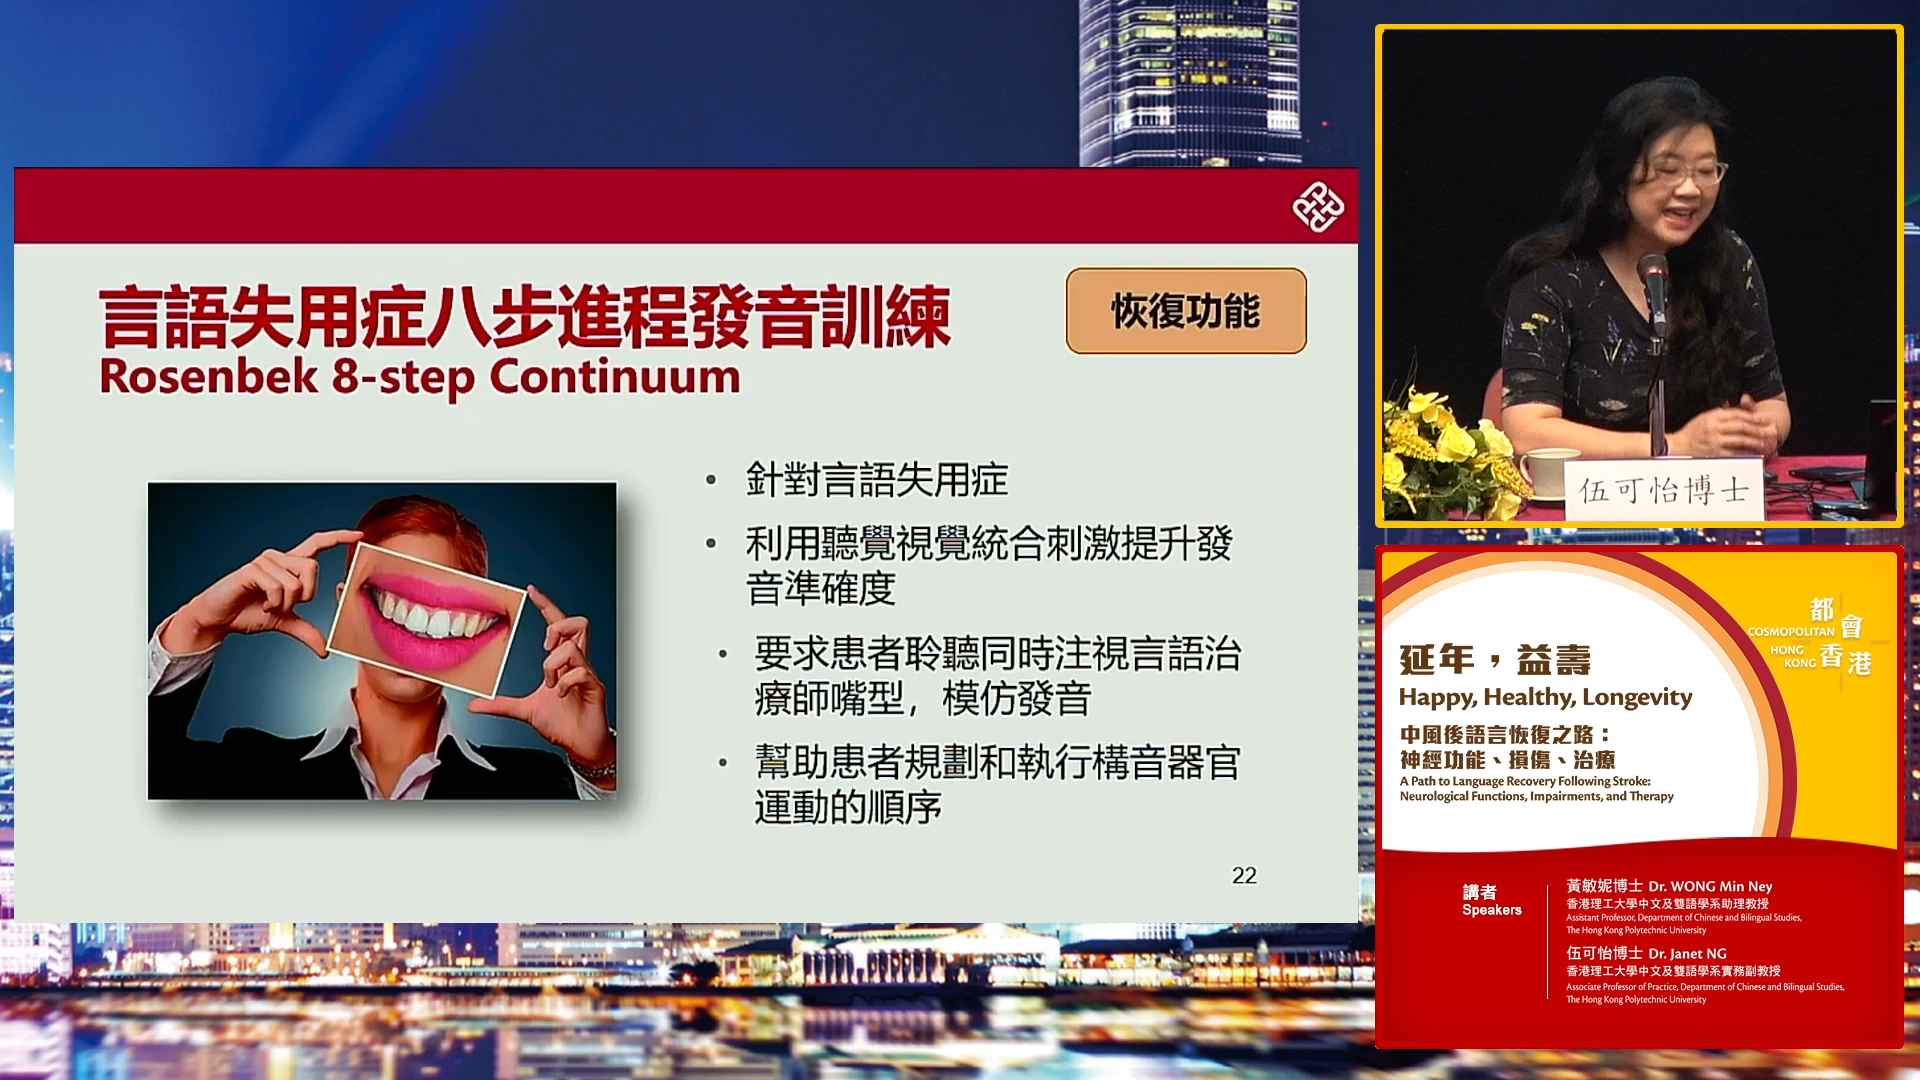 言語失用症八步進程發音訓練
Rosenbek 8-step Continuum
恢復功能
• 針對言語失用症
• 利用聽覺視覺統合刺激提升發
音準確度
• 要求患者聆聽同時注視言語治
療師嘴型，模仿發音
• 幫助患者規劃和執行構音器官
運動的順序
22
伍可怡博士
都會香港
COSMOPOLITAN
HONG
KONG
延年，益壽
Happy, Healthy, Longevity
中風後語言恢復之路：
神經功能、損傷、治療
A Path to Language Recovery Following Stroke:
Neurological Functions, Impairments, and Therapy
講者
Speakers
黃敏妮博士 Dr. WONG Min Ney
香港理工大學中文及雙語學系助理教授
Assistant Professor, Department of Chinese and Bilingual Studies,
The Hong Kong Polytechnic University
伍可怡博士 Dr. Janet NG
香港理工大學中文及雙語學系實務副教授
Associate Professor of Practice, Department of Chinese and Bilingual Studies,
The Hong Kong Polytechnic University